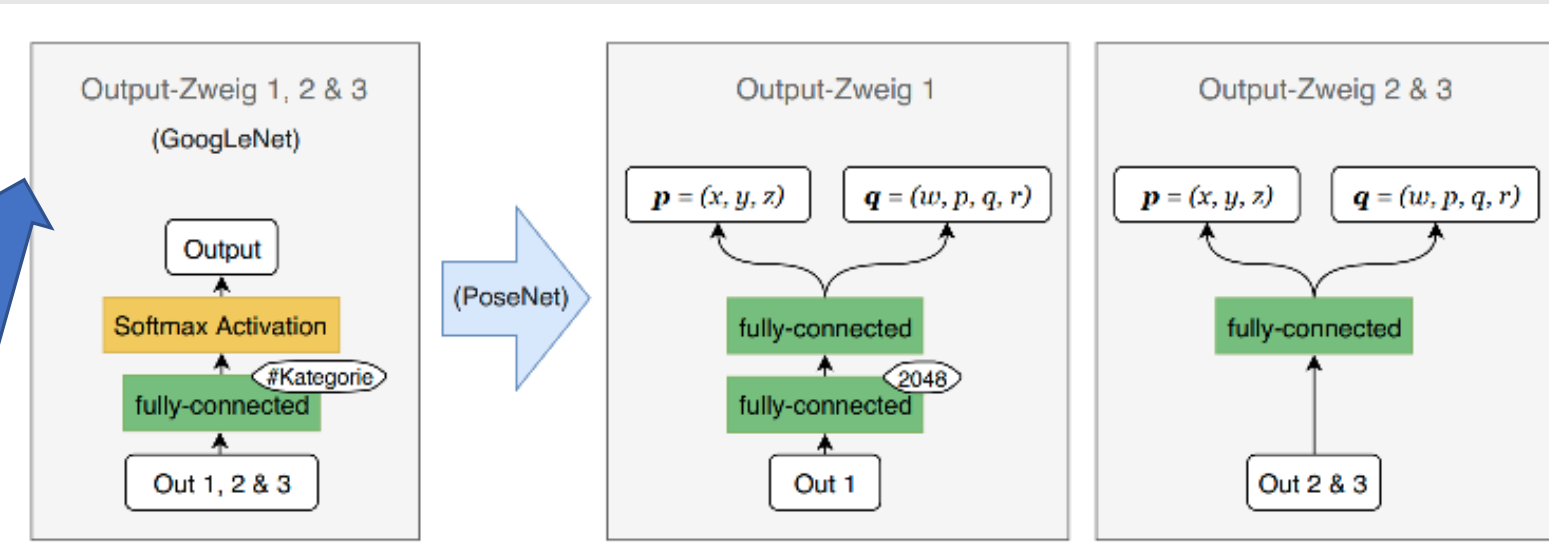 Output-Zweig 1, 2 & 3
(GoogLeNet)
Output
Softmax Activation
#Kategorie
fully-connected
Out 1, 2 & 3
(PoseNet)
Output-Zweig 1
p = (x, y, z)
q = (w, p, q, r)
fully-connected
2048
fully-connected
Out 1
Output-Zweig 2 & 3
p = (x, y, z)
q = (w, p, q, r)
fully-connected
Out 2 & 3